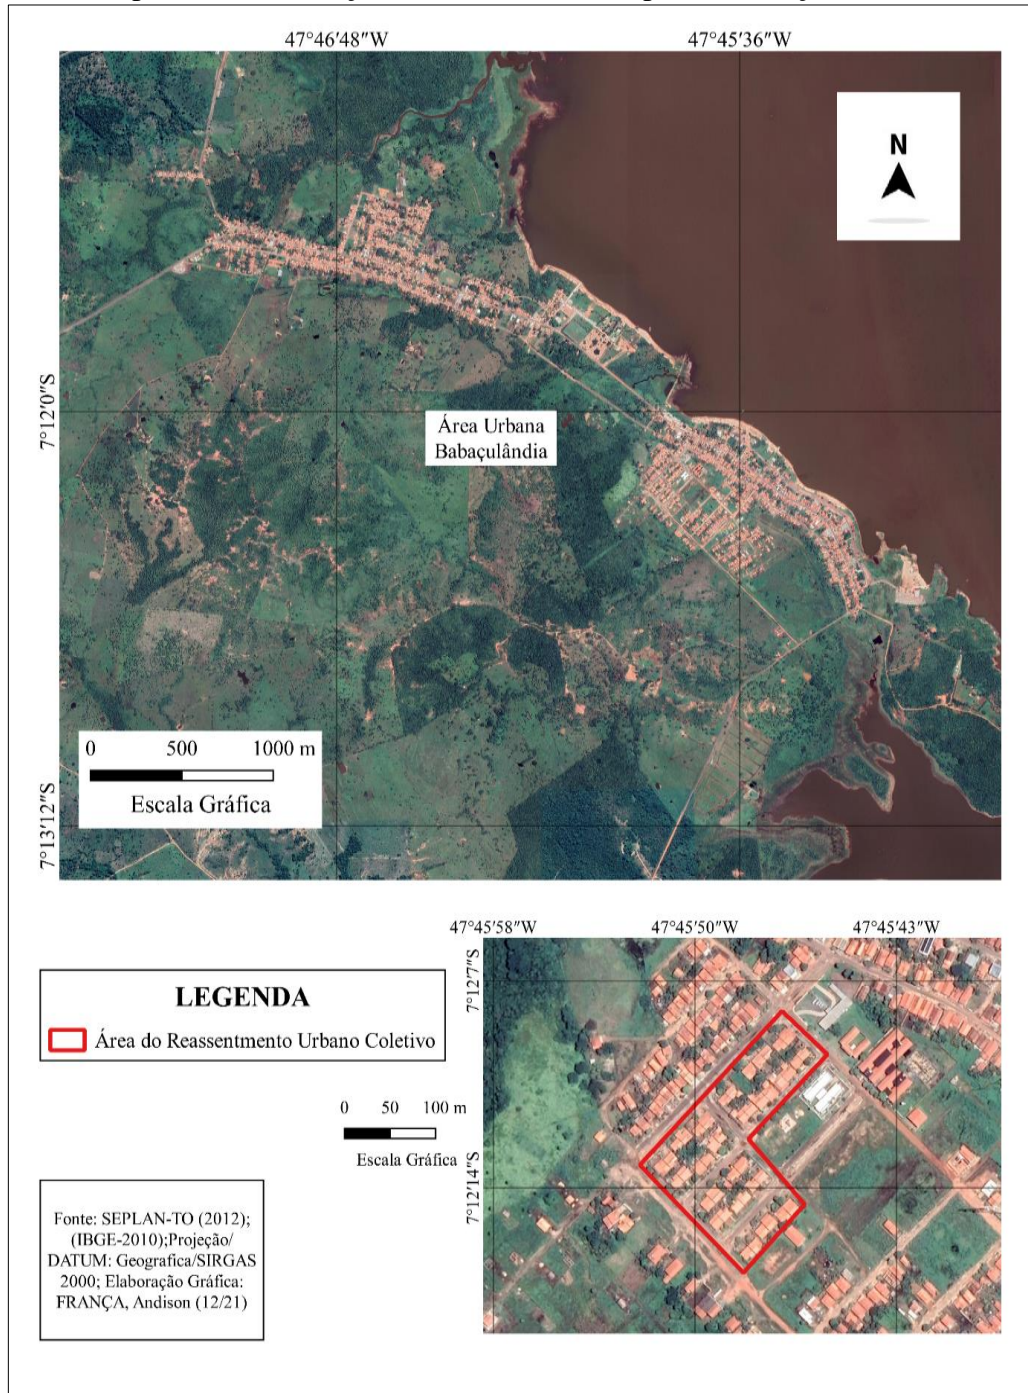 47°46'48"W 47°45'36"W
N
7°12'0"S
Área Urbana
Babaçulândia
0 500 1000 m
Escala Gráfica
7°13'12"S
47°45'58"W 47°45'50"W 47°45'43"W
7°12'7"S
LEGENDA
Área do Reassentmento Urbano Coletivo
0 50 100 m
Escala Gráfica
7°12'14"S
Fonte: SEPLAN-TO (2012);
(IBGE-2010);Projeção/
DATUM: Geografica/SIRGAS
2000; Elaboração Gráfica:
FRANÇA, Andison (12/21)